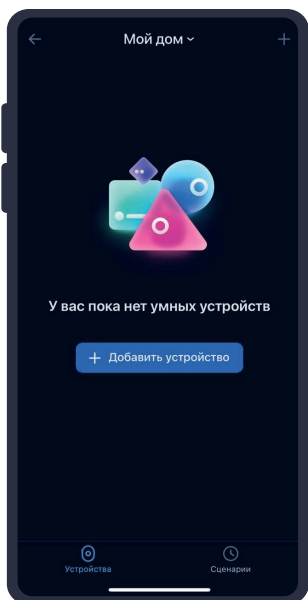 Мой дом
У вас пока нет умных устройств
Добавить устройство
Устройства
Сценарии